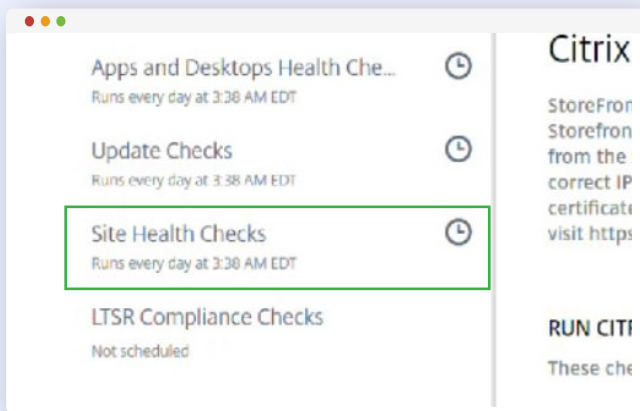 Apps and Desktops Health Che...
Runs every day at 3:38 AM EDT
Update Checks
Runs every day at 3:38 AM EDT
Site Health Checks
Runs every day at 3:38 AM EDT
LTSR Compliance Checks
Not scheduled
Citrix
StoreFron
Storefron
from the
correct IP
certificate
visit https
RUN CIT
These che